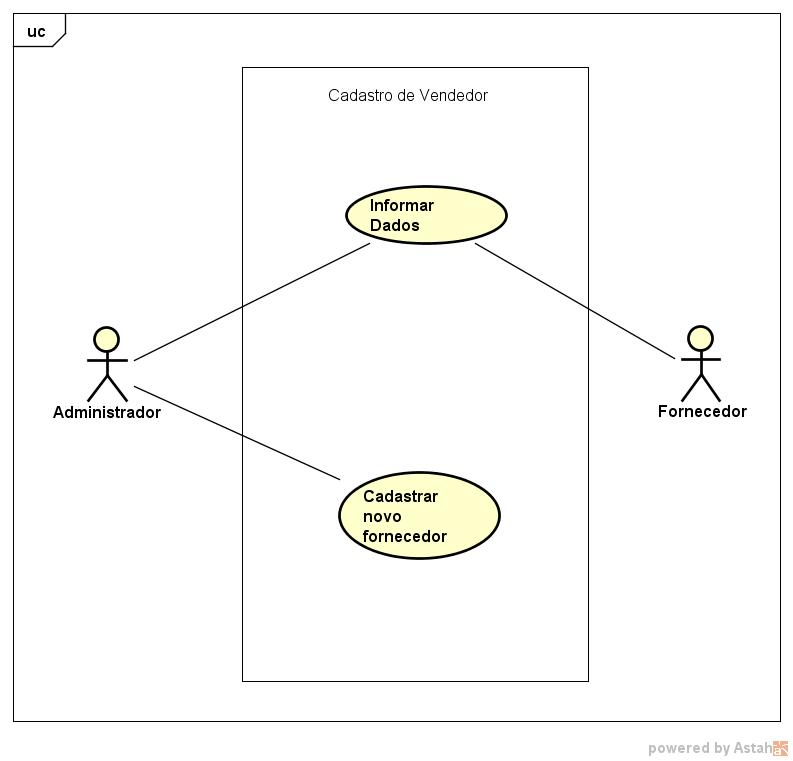 uc
Cadastro de Vendedor
Informar
Dados
Administrador
Fornecedor
Cadastrar
novo
fornecedor
powered by Astah